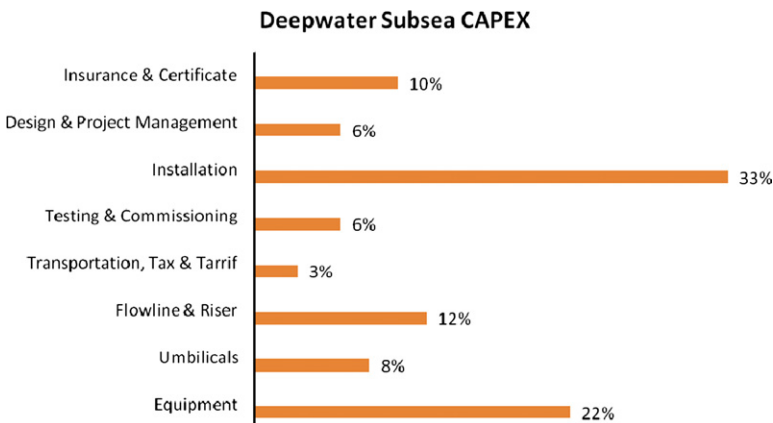 Deepwater Subsea CAPEX
Insurance & Certificate 10%
Design & Project Management 6%
Installation 33%
Testing & Commissioning 6%
Transportation, Tax & Tarrif 3%
Flowline & Riser 12%
Umbilicals 8%
Equipment 22%